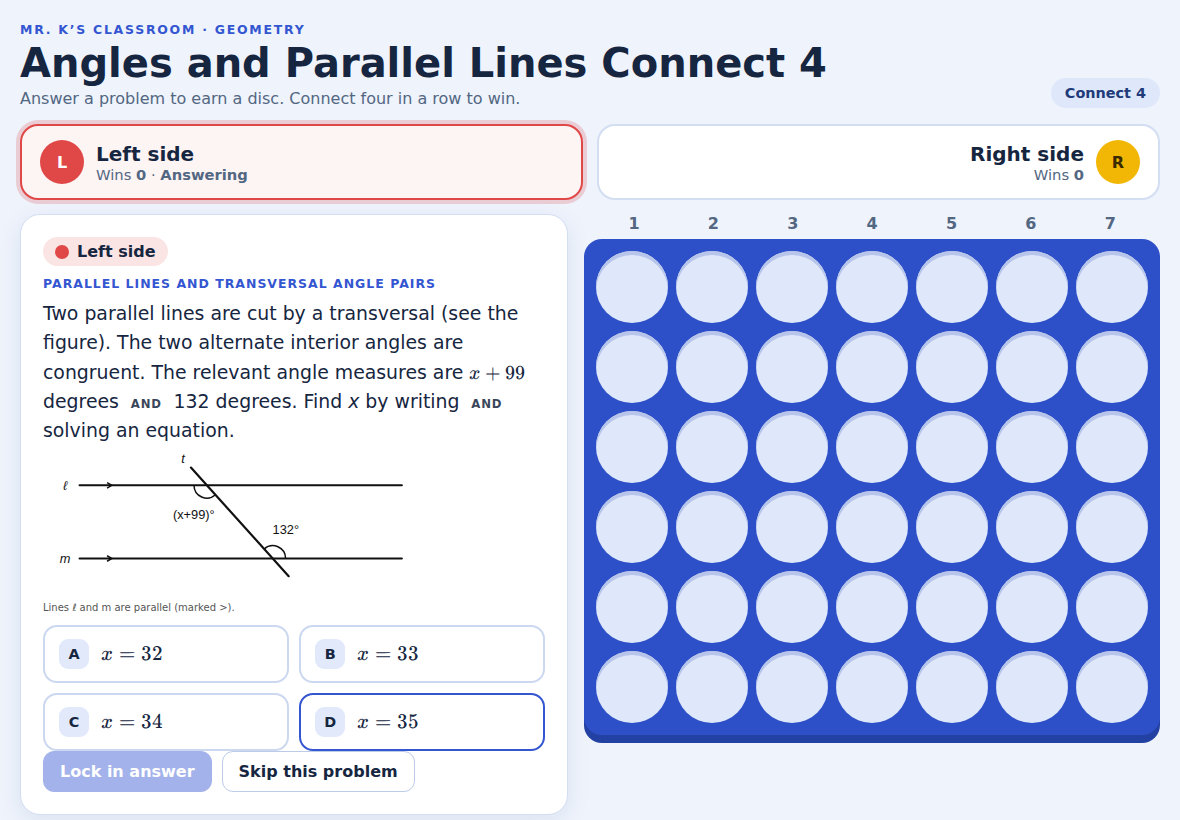 MR. K’S CLASSROOM · GEOMETRY
Angles and Parallel Lines Connect 4
Answer a problem to earn a disc. Connect four in a row to win.
Connect 4
L
Left side
Wins 0 · Answering
Right side
Wins 0
R
Left side
PARALLEL LINES AND TRANSVERSAL ANGLE PAIRS
Two parallel lines are cut by a transversal (see the
figure). The two alternate interior angles are
congruent. The relevant angle measures are x + 99
degrees AND 132 degrees. Find x by writing AND
solving an equation.
t
ℓ
(x+99)°
132°
m
Lines ℓ and m are parallel (marked >).
A x = 32
B x = 33
C x = 34
D x = 35
Lock in answer
Skip this problem
1 2 3 4 5 6 7